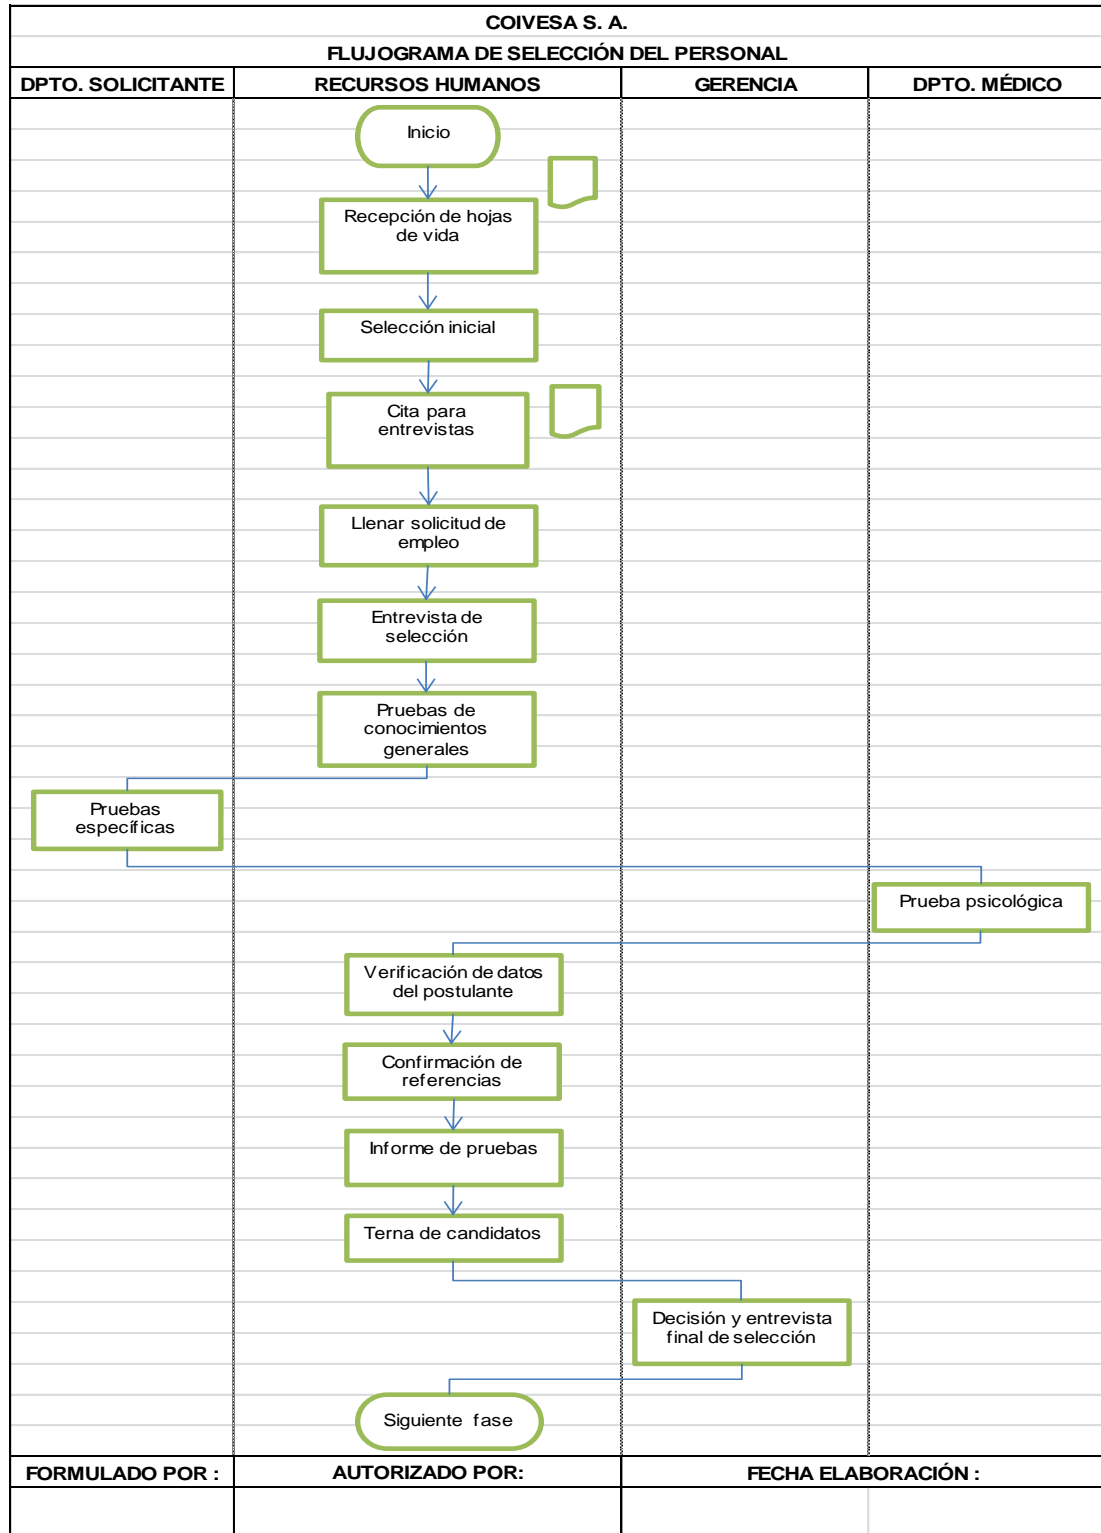 COIVESA S. A.
FLUJOGRAMA DE SELECCIÓN DEL PERSONAL
DPTO. SOLICITANTE
RECURSOS HUMANOS
GERENCIA
DPTO. MÉDICO
Inicio
Recepción de hojas
de vida
Selección inicial
Cita para
entrevistas
Llenar solicitud de
empleo
Entrevista de
selección
Pruebas de
conocimientos
generales
Pruebas
específicas
Prueba psicológica
Verificación de datos
del postulante
Confirmación de
referencias
Informe de pruebas
Terna de candidatos
Decisión y entrevista
final de selección
Siguiente fase
FORMULADO POR :
AUTORIZADO POR:
FECHA ELABORACIÓN :